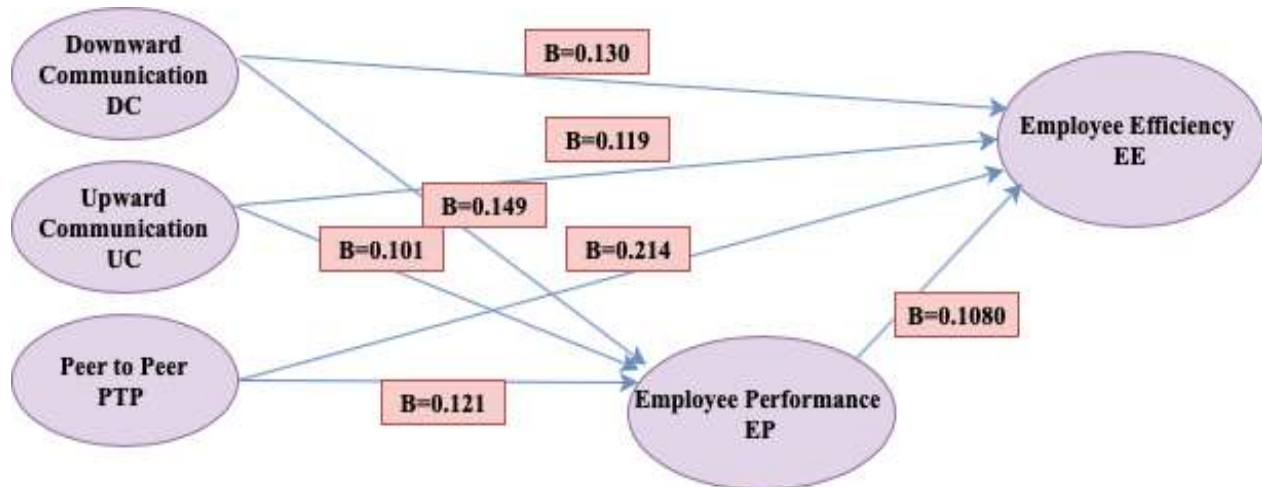 Downward
Communication
DC
B=0.130
Employee Efficiency
EE
B=0.119
Upward
Communication
UC
B=0.149
B=0.101
B=0.214
B=0.1080
Peer to Peer
PTP
B=0.121
Employee Performance
EP